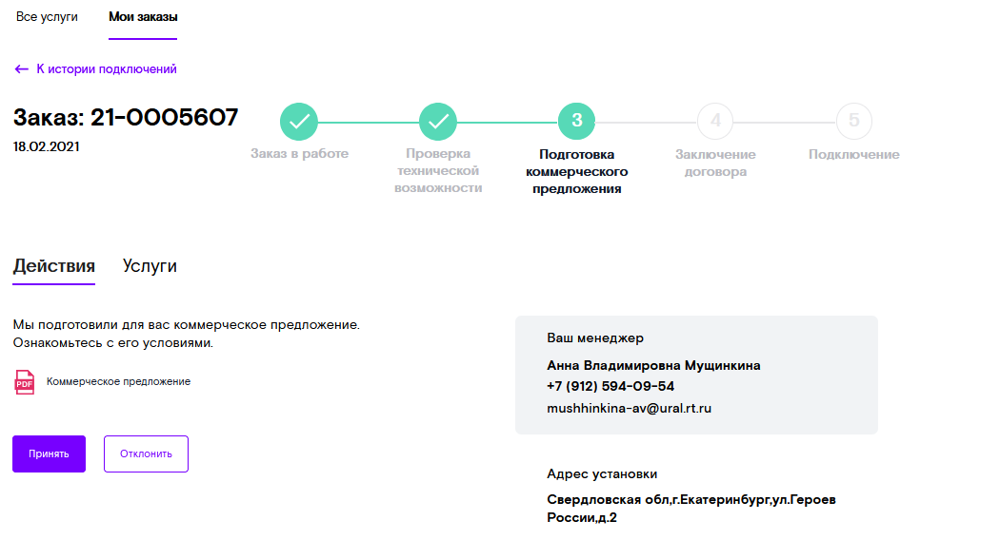 Все услуги
Мои заказы
← К истории подключений
Заказ: 21-0005607
18.02.2021
Заказ в работе
Проверка
технической
возможности
3
Подготовка
коммерческого
предложения
4
Заключение
договора
5
Подключение
Действия
Услуги
Мы подготовили для вас коммерческое предложение.
Ознакомьтесь с его условиями.
PDF
Коммерческое предложение
Принять
Отклонить
Ваш менеджер
Анна Владимировна Мущинкина
+7 (912) 594-09-54
mushhinkina-av@ural.rt.ru
Адрес установки
Свердловская обл,г.Екатеринбург,ул.Героев
России,д.2